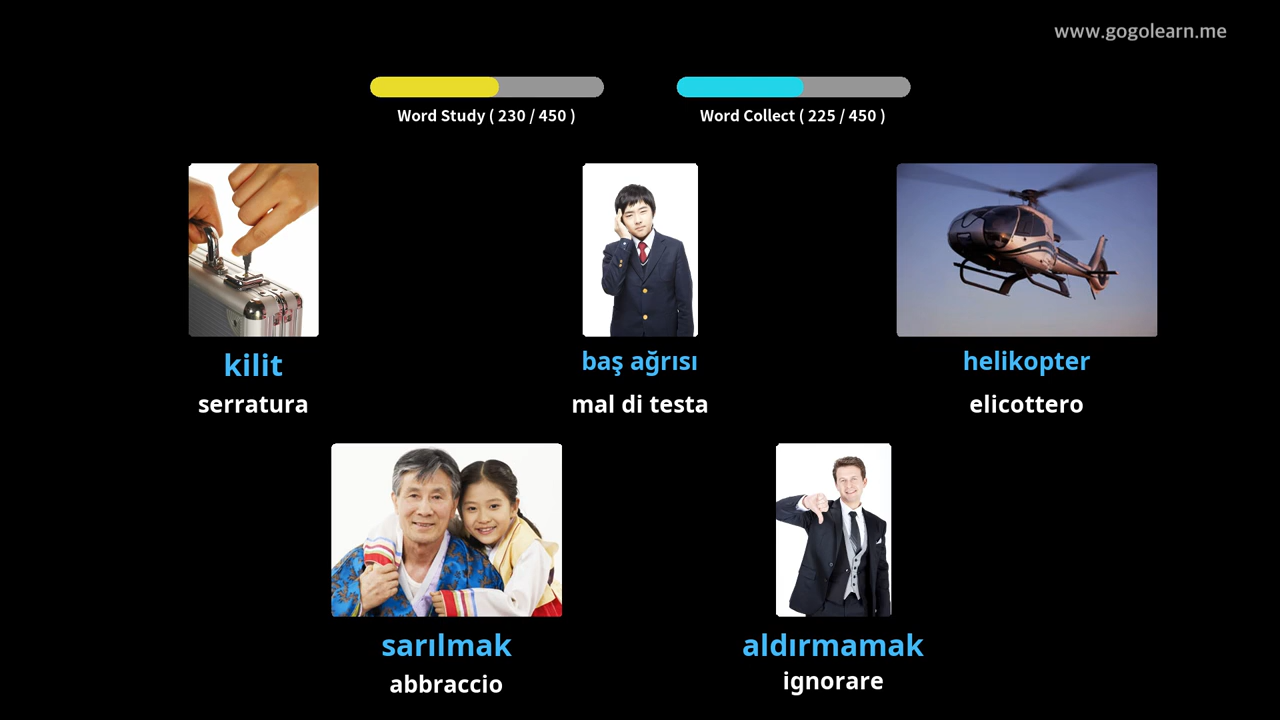 www.gogolearn.me
Word Study ( 230 / 450 )
Word Collect ( 225 / 450 )
kilit
serratura
baş ağrısı
mal di testa
helikopter
elicottero
sarılmak
abbraccio
aldırmamak
ignorare